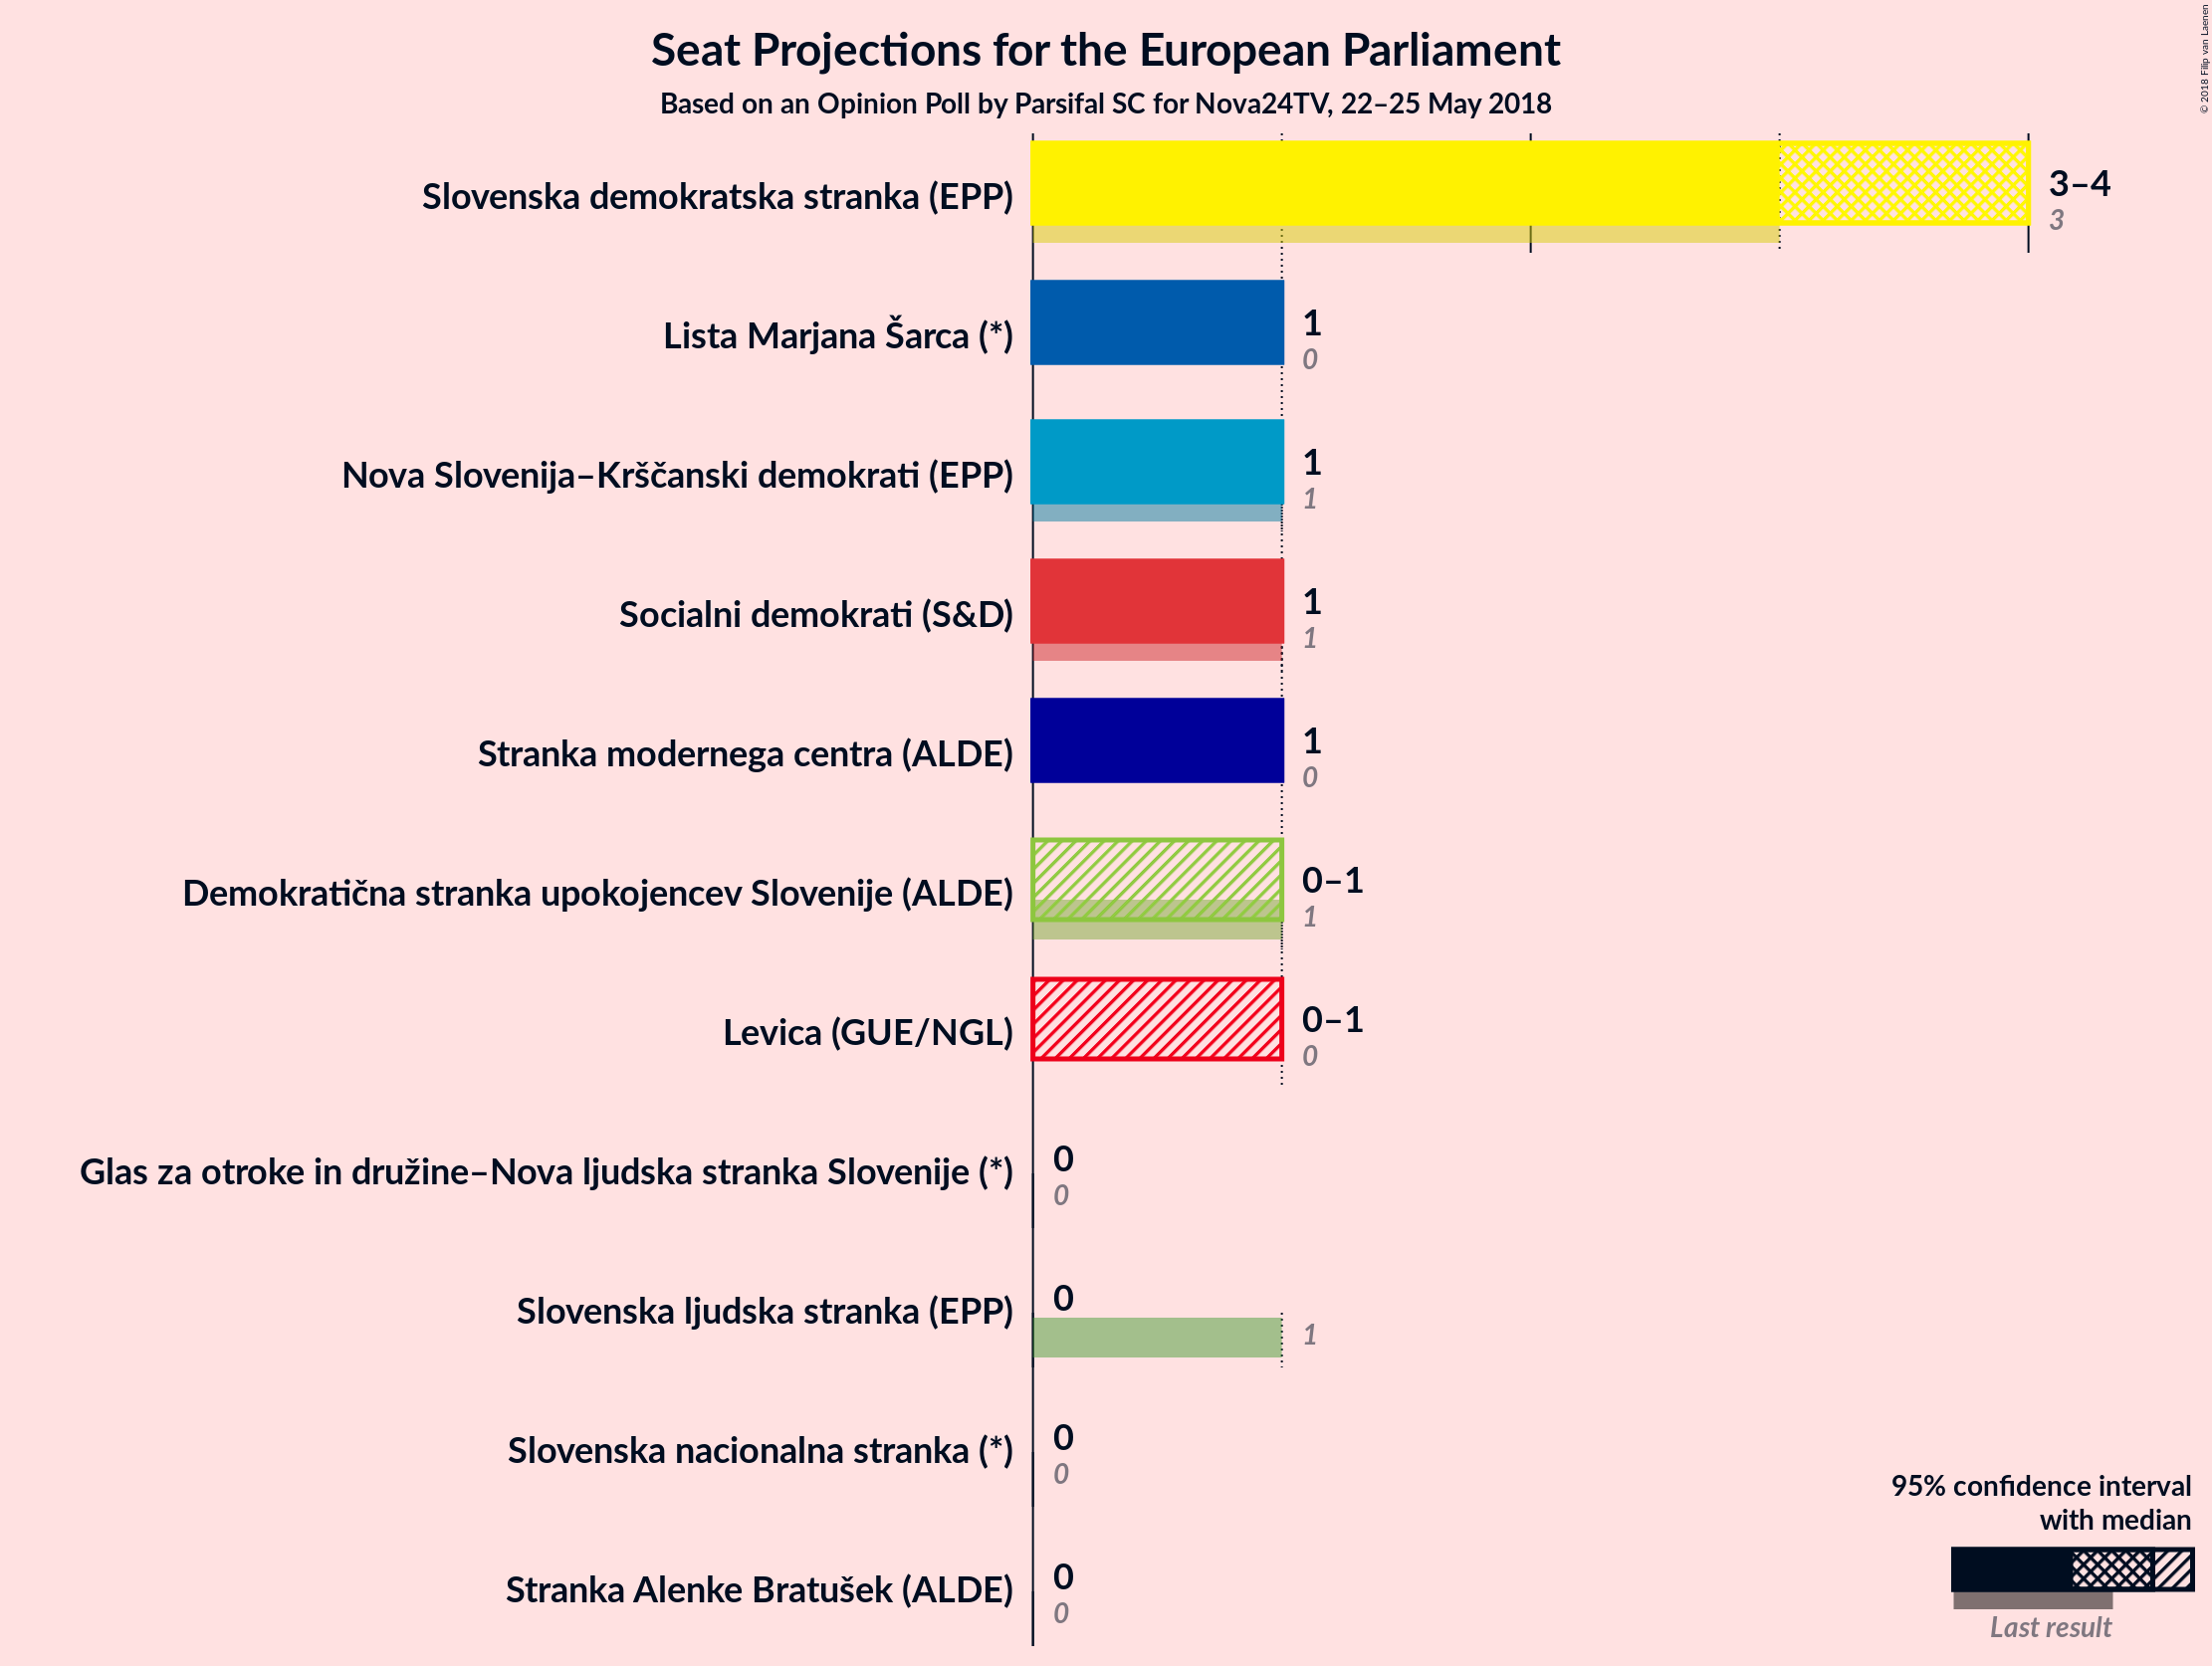 Seat Projections for the European Parliament
Based on an Opinion Poll by Parsifal SC for Nova24TV, 22–25 May 2018
© 2018 Filip van Laenen
Slovenska demokratska stranka (EPP)
3–4
3
Lista Marjana Šarca (*)
1
0
Nova Slovenija–Krščanski demokrati (EPP)
1
1
Socialni demokrati (S&D)
1
1
Stranka modernega centra (ALDE)
1
0
Demokratična stranka upokojencev Slovenije (ALDE)
0–1
1
Levica (GUE/NGL)
0–1
0
Glas za otroke in družine–Nova ljudska stranka Slovenije (*)
0
0
Slovenska ljudska stranka (EPP)
0
1
Slovenska nacionalna stranka (*)
0
0
Stranka Alenke Bratušek (ALDE)
0
0
95% confidence interval
with median
Last result